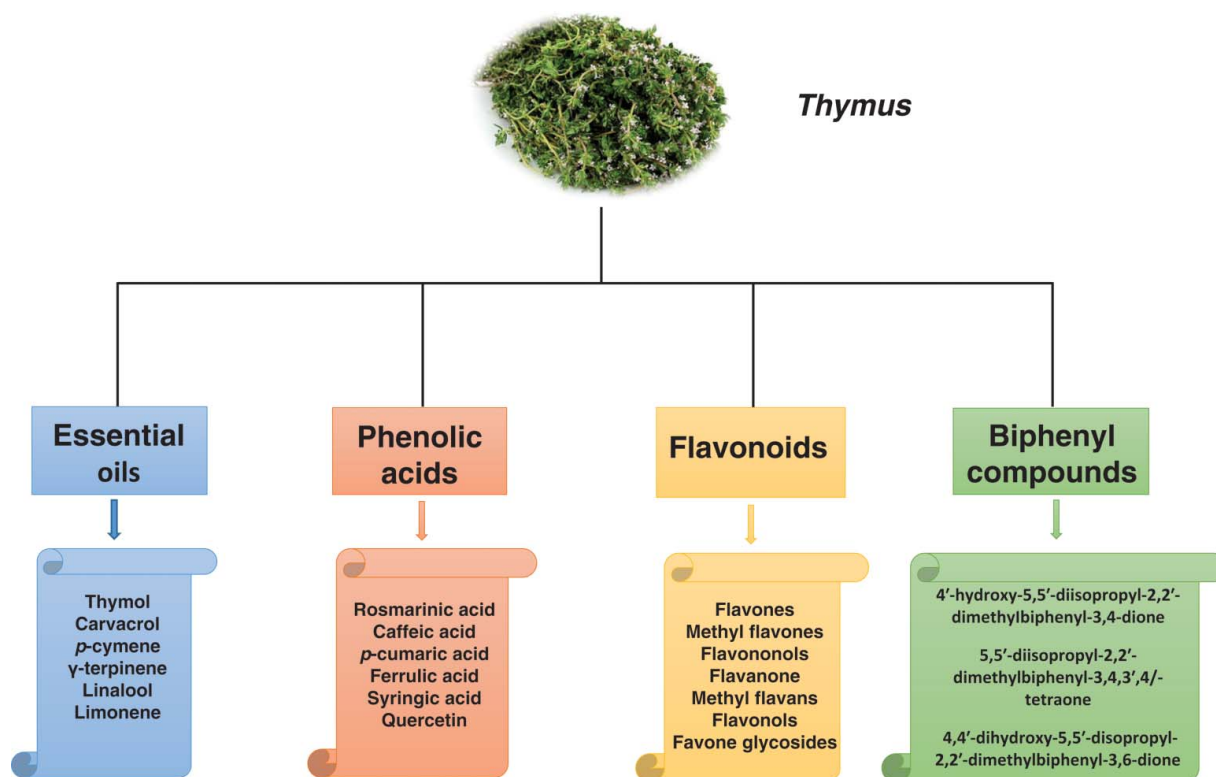 Thymus
Essential
oils
Phenolic
acids
Flavonoids
Biphenyl
compounds
Thymol
Carvacrol
p-cymene
γ-terpinene
Linalool
Limonene
Rosmarinic acid
Caffeic acid
p-cumaric acid
Ferrulic acid
Syringic acid
Quercetin
Flavones
Methyl flavones
Flavononols
Flavanone
Methyl flavans
Flavonols
Favone glycosides
4′-hydroxy-5,5′-diisopropyl-2,2′-
dimethylbiphenyl-3,4-dione
5,5′-diisopropyl-2,2′-
dimethylbiphenyl-3,4,3′,4/-
tetraone
4,4′-dihydroxy-5,5′-disopropyl-
2,2′-dimethylbiphenyl-3,6-dione